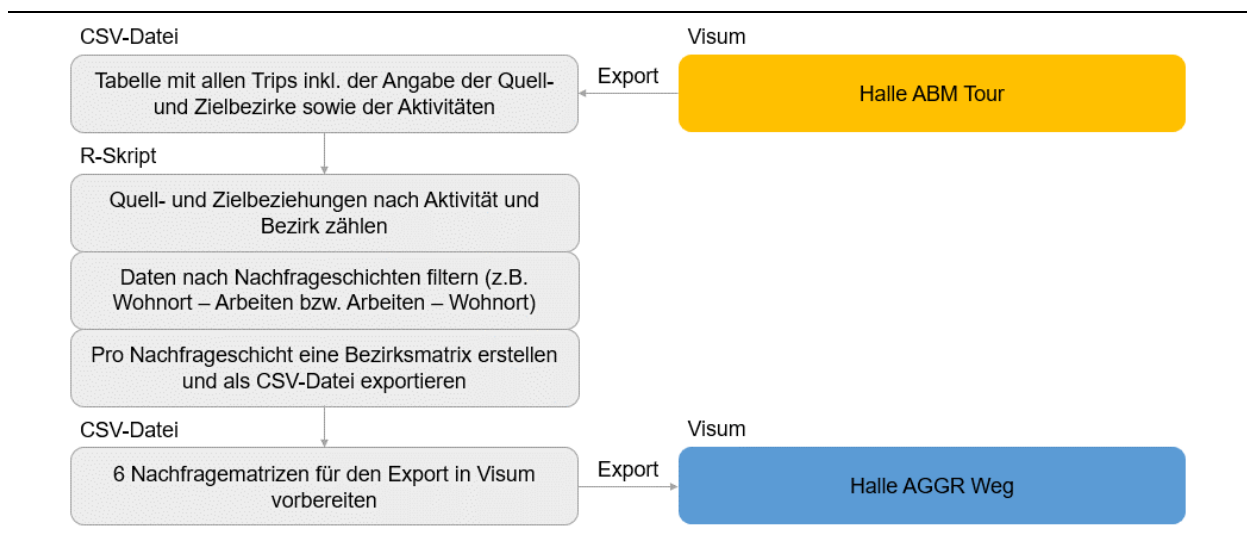 CSV-Datei
Visum
Tabelle mit allen Trips inkl. der Angabe der Quell-
und Zielbezirke sowie der Aktivitäten
Export
Halle ABM Tour
R-Skript
Quell- und Zielbeziehungen nach Aktivität und
Bezirk zählen
Daten nach Nachfrageschichten filtern (z.B.
Wohnort – Arbeiten bzw. Arbeiten – Wohnort)
Pro Nachfrageschicht eine Bezirksmatrix erstellen
und als CSV-Datei exportieren
CSV-Datei
Visum
6 Nachfragematrizen für den Export in Visum
vorbereiten
Export
Halle AGGR Weg